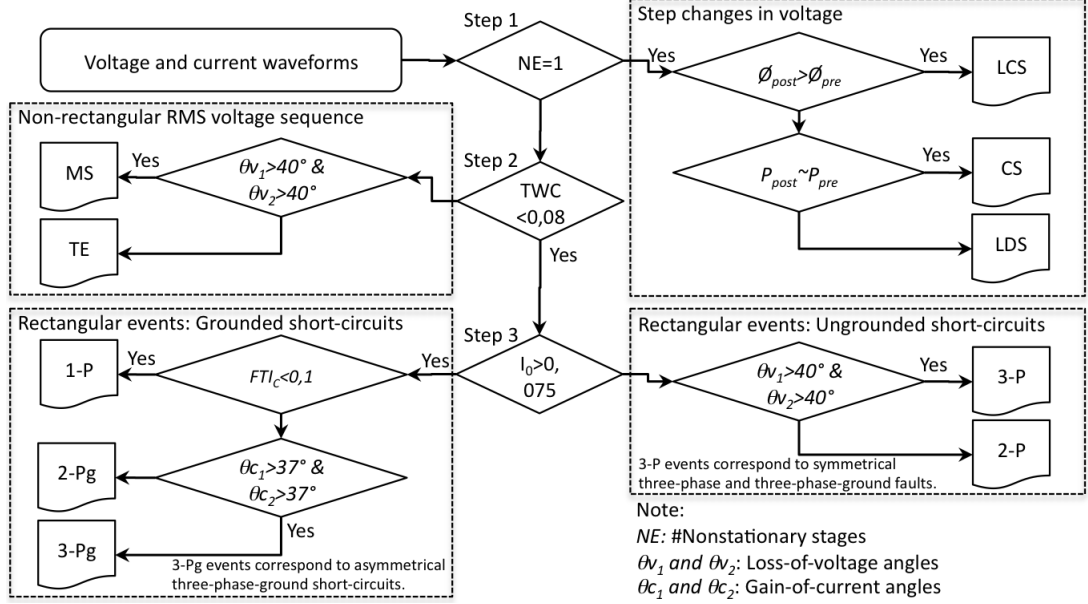 Voltage and current waveforms
Step 1
NE=1
Yes
Step changes in voltage
Øpost>Øpre
Yes
LCS
Ppost~Ppre
Yes
CS
LDS
Non-rectangular RMS voltage sequence
MS
Yes
θv1>40° &
θv2>40°
TE
Step 2
TWC
<0,08
Yes
Rectangular events: Grounded short-circuits
1-P
Yes
FTIC<0,1
Yes
Step 3
I0>0,
075
2-Pg
θc1>37° &
θc2>37°
Yes
3-Pg
3-Pg events correspond to asymmetrical
three-phase-ground short-circuits.
Rectangular events: Ungrounded short-circuits
θv1>40° &
θv2>40°
Yes
3-P
2-P
3-P events correspond to symmetrical
three-phase and three-phase-ground faults.
Note:
NE: #Nonstationary stages
θv1 and θv2: Loss-of-voltage angles
θc1 and θc2: Gain-of-current angles